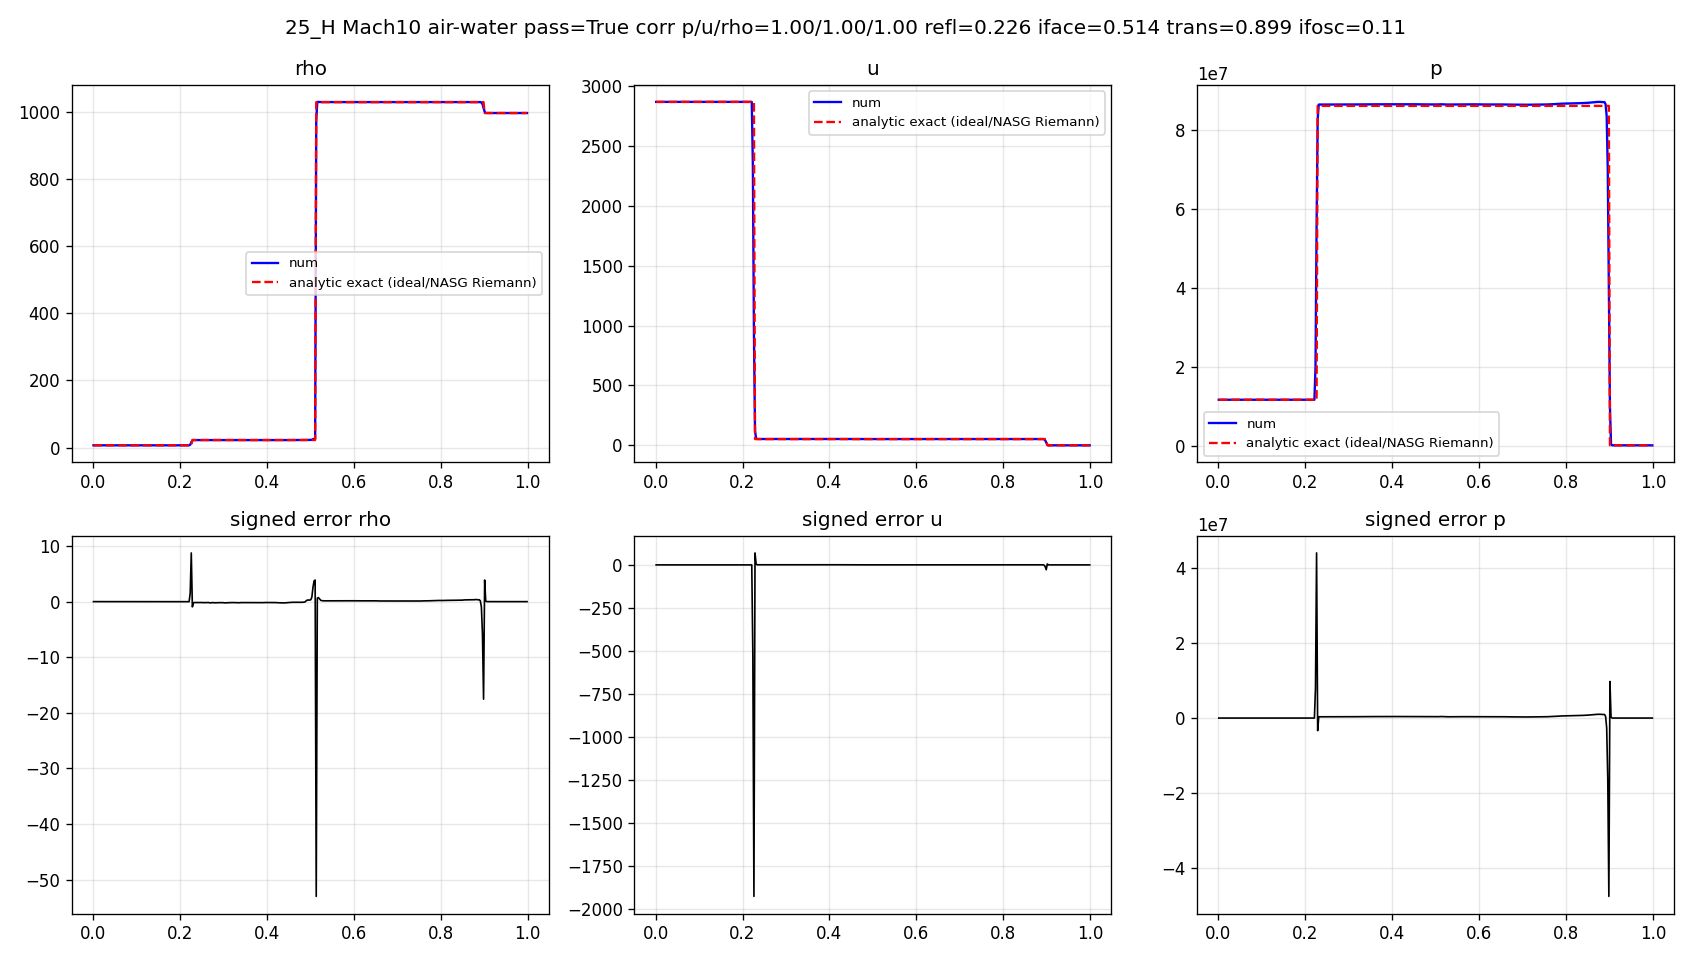 25_H Mach10 air-water pass=True corr p/u/rho=1.00/1.00/1.00 refl=0.226 iface=0.514 trans=0.899 ifosc=0.11
rho
1000
800
600
400
200
0
0.0 0.2 0.4 0.6 0.8 1.0
num
analytic exact (ideal/NASG Riemann)
u
3000
2500
2000
1500
1000
500
0
0.0 0.2 0.4 0.6 0.8 1.0
num
analytic exact (ideal/NASG Riemann)
p
1e7
8
6
4
2
0
0.0 0.2 0.4 0.6 0.8 1.0
num
analytic exact (ideal/NASG Riemann)
signed error rho
10
0
−10
−20
−30
−40
−50
0.0 0.2 0.4 0.6 0.8 1.0
signed error u
0
−250
−500
−750
−1000
−1250
−1500
−1750
−2000
0.0 0.2 0.4 0.6 0.8 1.0
signed error p
1e7
4
2
0
−2
−4
0.0 0.2 0.4 0.6 0.8 1.0